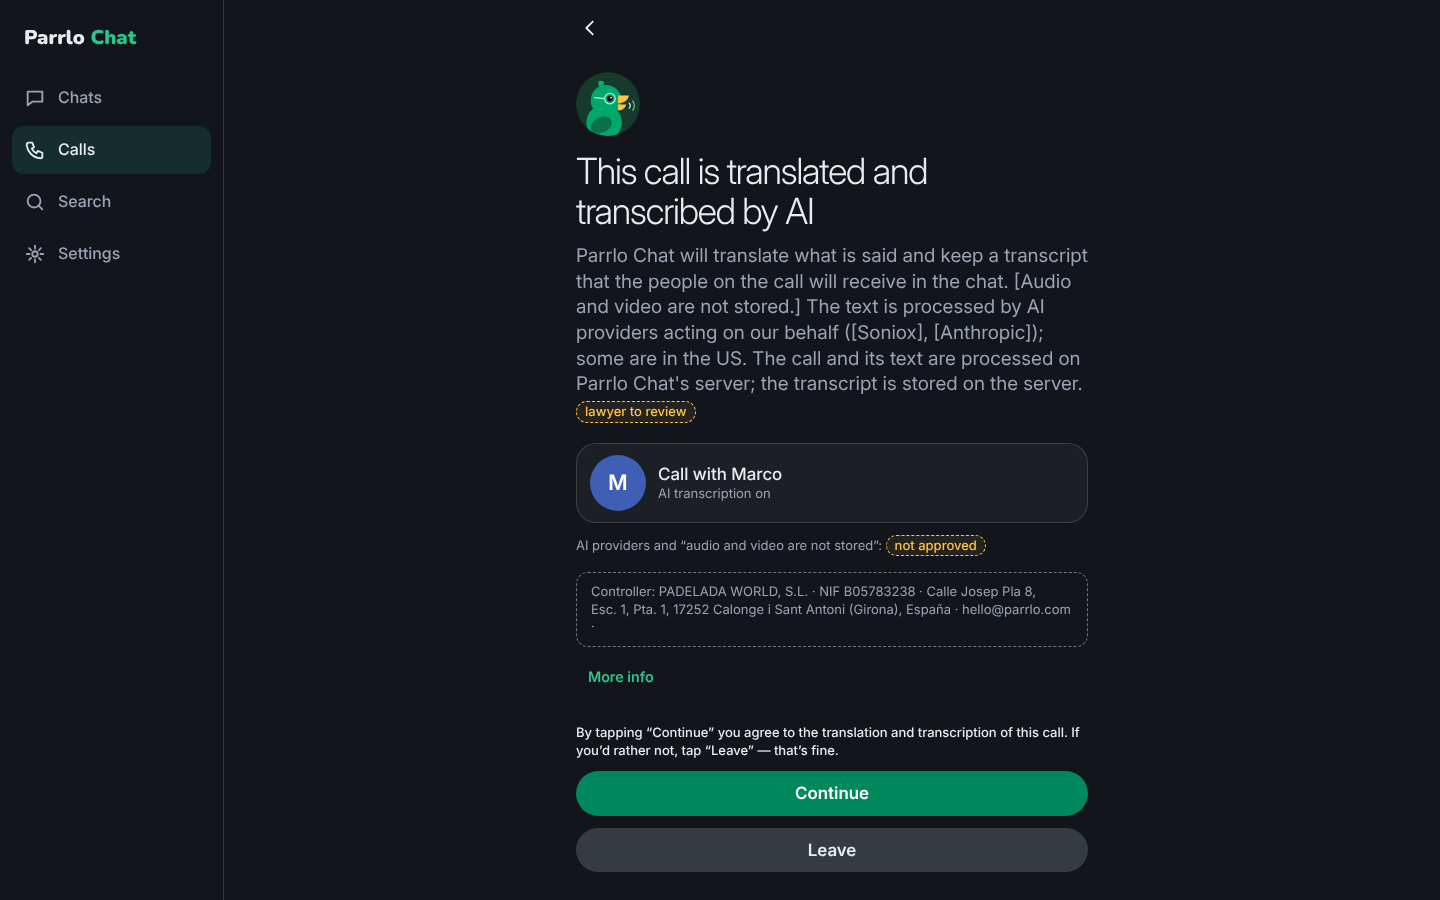 Parrlo Chat
Chats
Calls
Search
Settings
This call is translated and
transcribed by AI
Parrlo Chat will translate what is said and keep a transcript
that the people on the call will receive in the chat. [Audio
and video are not stored.] The text is processed by AI
providers acting on our behalf ([Soniox], [Anthropic]);
some are in the US. The call and its text are processed on
Parrlo Chat's server; the transcript is stored on the server.
lawyer to review
M
Call with Marco
AI transcription on
AI providers and “audio and video are not stored”: not approved
Controller: PADELADA WORLD, S.L. · NIF B05783238 · Calle Josep Pla 8,
Esc. 1, Pta. 1, 17252 Calonge i Sant Antoni (Girona), España · hello@parrlo.com
·
More info
By tapping “Continue” you agree to the translation and transcription of this call. If
you’d rather not, tap “Leave” — that’s fine.
Continue
Leave